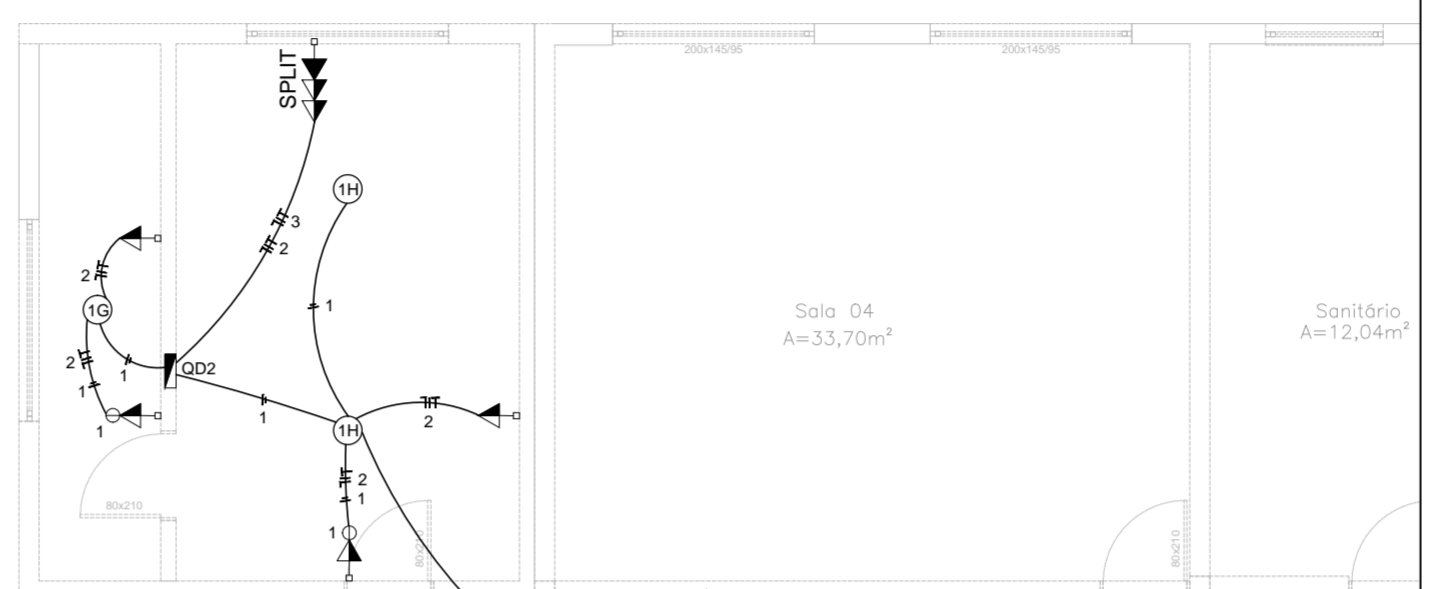 200x145/95
200x145/95
SPLIT
1H
3
2
2
1G
2
1
1
1
QD2
1
1
1H
2
2
1
1
80x210
80x210
80x210
Sala 04
A=33,70m²
Sanitário
A=12,04m²